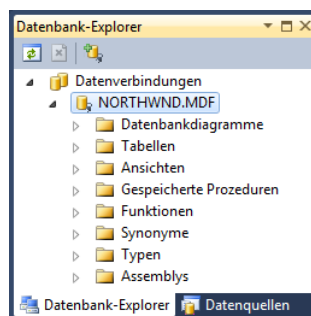 Datenbank-Explorer
Datenverbindungen
NORTHWND.MDF
Datenbankdiagramme
Tabellen
Ansichten
Gespeicherte Prozeduren
Funktionen
Synonyme
Typen
Assemblys
Datenbank-Explorer Datenquellen